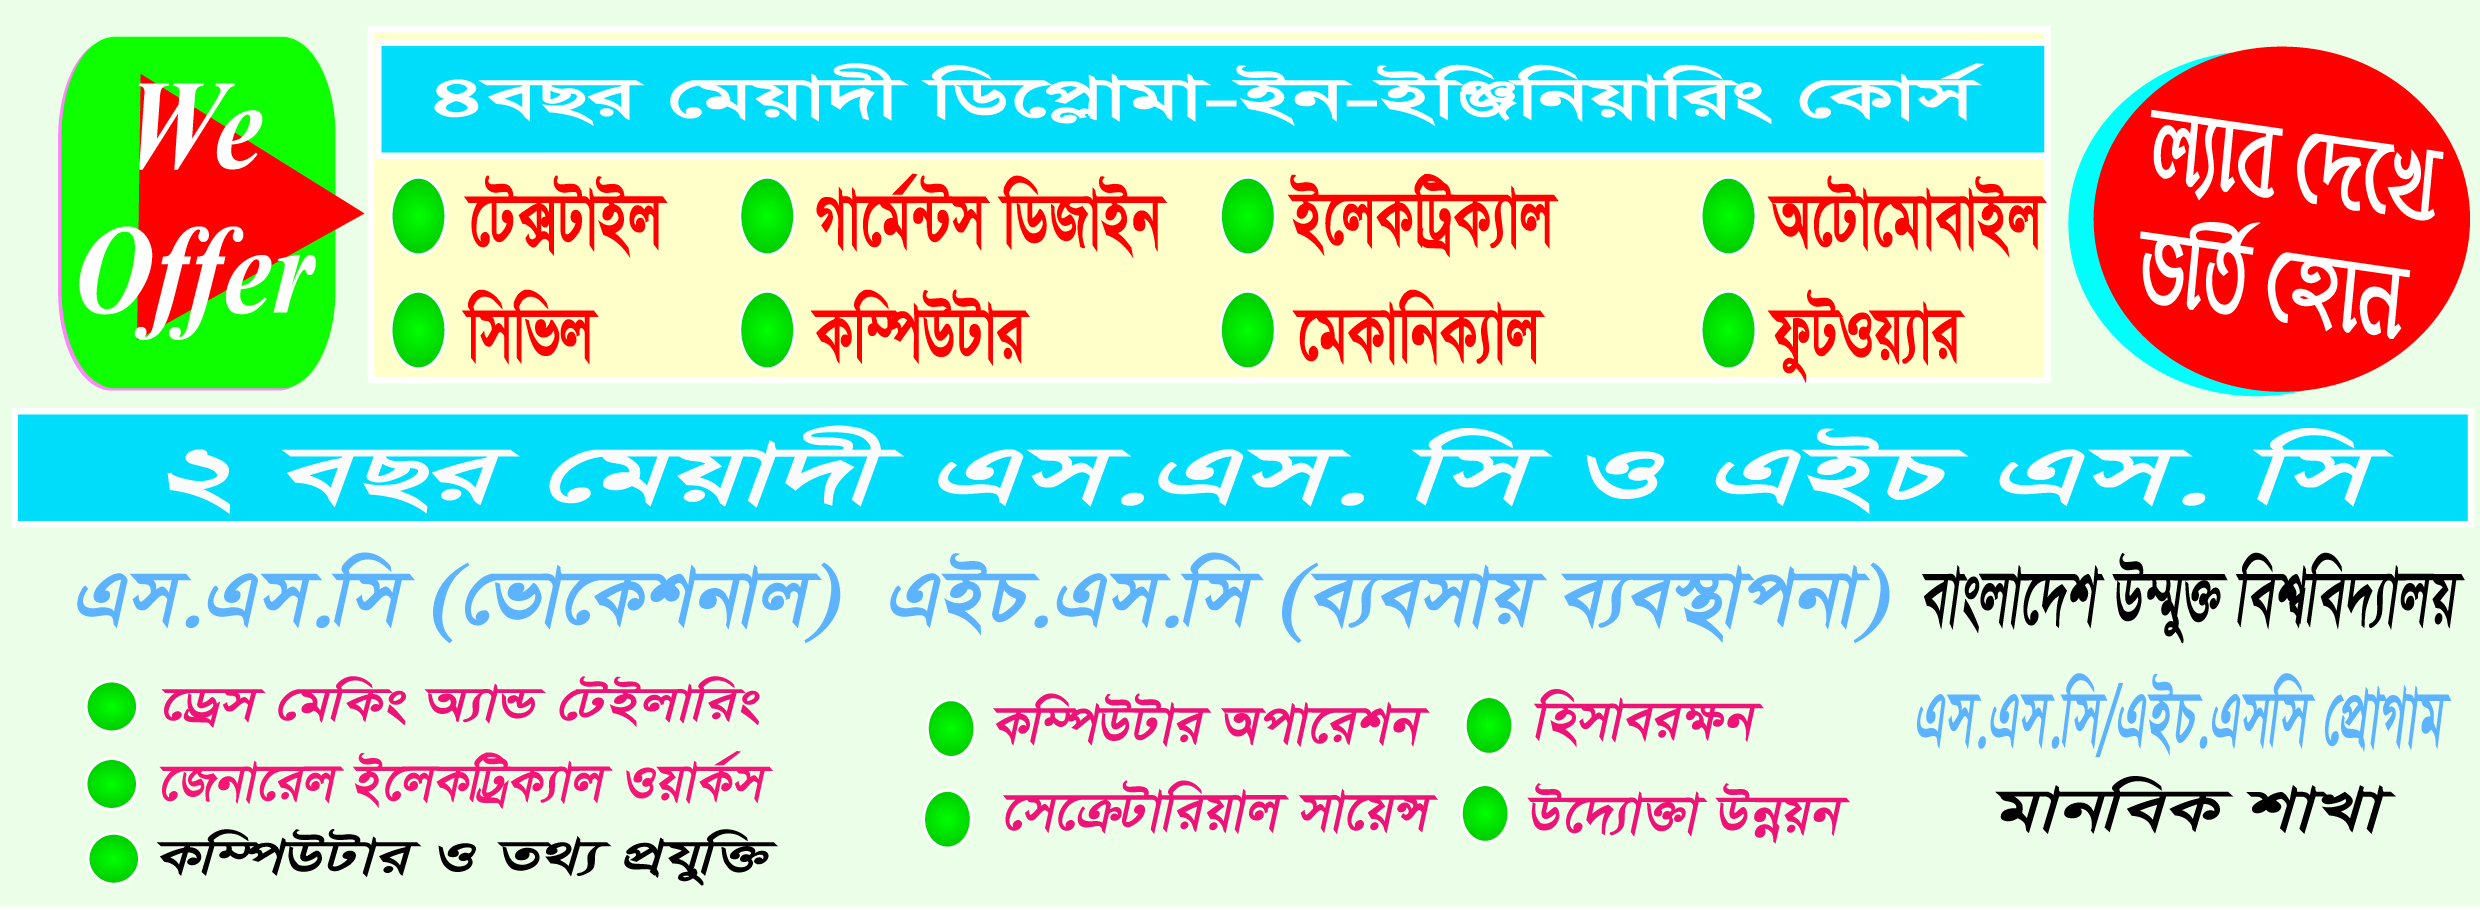 We
Offer
৪বছর মেয়াদী ডিপ্লোমা-ইন-ইঞ্জিনিয়ারিং কোর্স
টেক্সটাইল গার্মেন্টস ডিজাইন ইলেকট্রিক্যাল অটোমোবাইল
সিভিল কম্পিউটার মেকানিক্যাল ফুটওয়্যার
ল্যাব দেখে
ভর্তি হোন
২ বছর মেয়াদী এস.এস. সি ও এইচ এস. সি
এস.এস.সি (ভোকেশনাল) এইচ.এস.সি (ব্যবসায় ব্যবস্থাপনা) বাংলাদেশ উম্মুক্ত বিশ্ববিদ্যালয়
ড্রেস মেকিং অ্যান্ড টেইলারিং
জেনারেল ইলেকট্রিক্যাল ওয়ার্কস
কম্পিউটার ও তথ্য প্রযুক্তি
কম্পিউটার অপারেশন হিসাবরক্ষন
সেক্রেটারিয়াল সায়েন্স উদ্যোক্তা উন্নয়ন
এস.এস.সি/এইচ.এসসি প্রোগাম
মানবিক শাখা